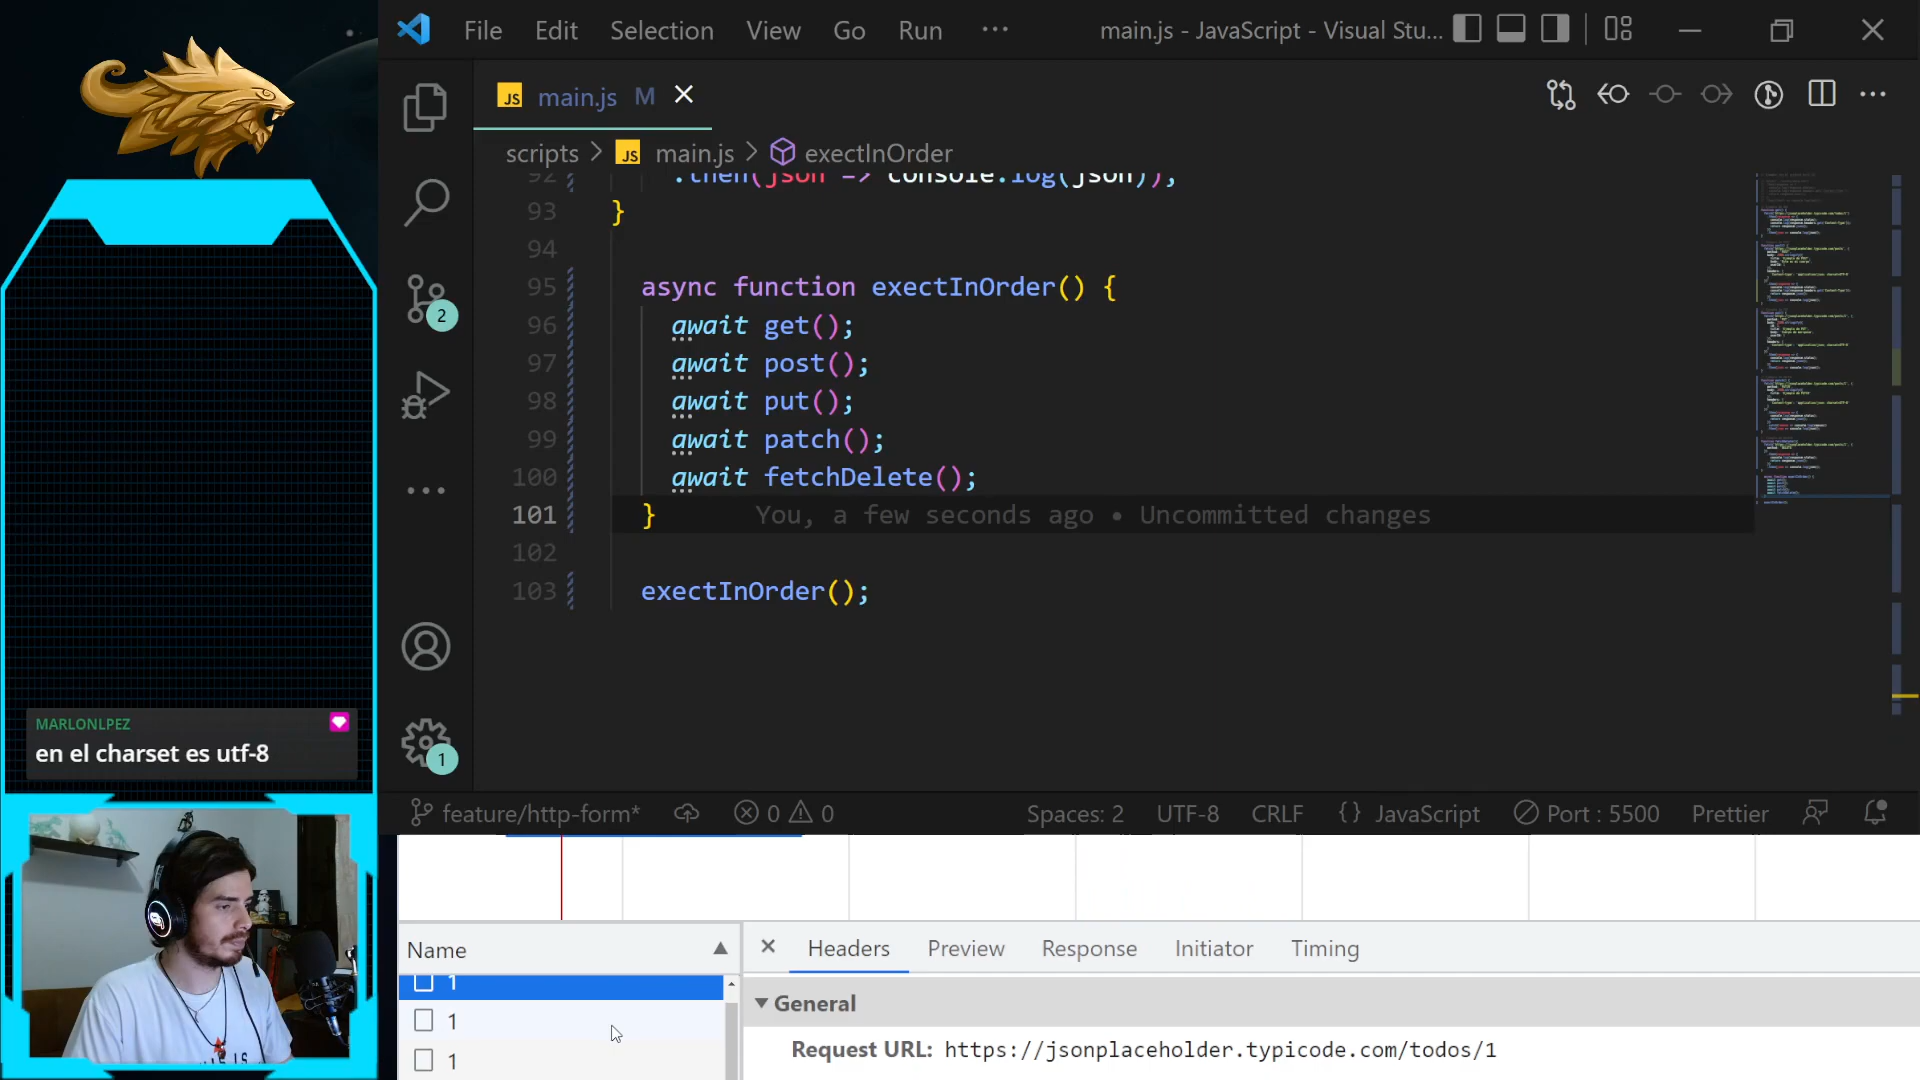 File Edit Selection View Go Run ··· main.js - JavaScript - Visual Stu...
JS main.js M
scripts > JS main.js > exectInOrder
92 .then(json => console.log(json)),
93 }
94
95 async function exectInOrder() {
96 await get();
97 await post();
98 await put();
99 await patch();
100 await fetchDelete();
101 } You, a few seconds ago • Uncommitted changes
102
103 exectInOrder();
2
1
MARLONLPEZ
en el charset es utf-8
feature/http-form* 0 0 Spaces: 2 UTF-8 CRLF {} JavaScript Port : 5500 Prettier
Name
1
1
1
Headers Preview Response Initiator Timing
General
Request URL: https://jsonplaceholder.typicode.com/todos/1